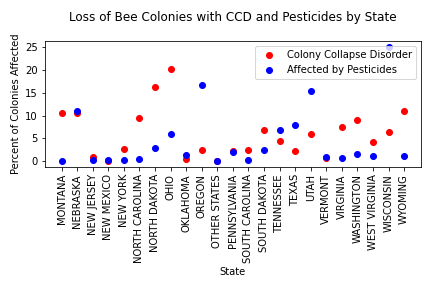 Loss of Bee Colonies with CCD and Pesticides by State
Percent of Colonies Affected
25
20
15
10
5
0
Colony Collapse Disorder
Affected by Pesticides
MONTANA
NEBRASKA
NEW JERSEY
NEW MEXICO
NEW YORK
NORTH CAROLINA
NORTH DAKOTA
OHIO
OKLAHOMA
OREGON
OTHER STATES
PENNSYLVANIA
SOUTH CAROLINA
SOUTH DAKOTA
TENNESSEE
TEXAS
UTAH
VERMONT
VIRGINIA
WASHINGTON
WEST VIRGINIA
WISCONSIN
WYOMING
State